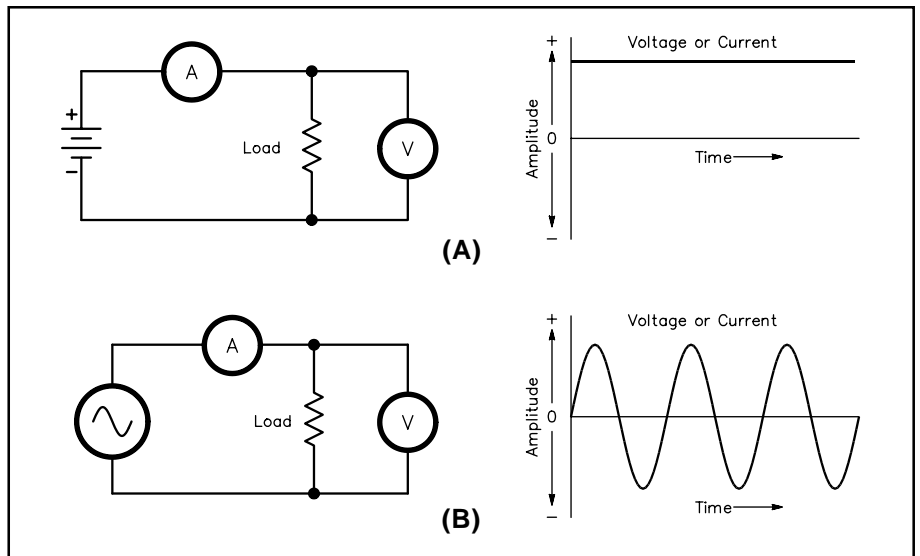 A
+
-
Load
V
Voltage or Current
+
Amplitude
0
-
Time
(A)
A
Load
V
Voltage or Current
+
Amplitude
0
-
Time
(B)